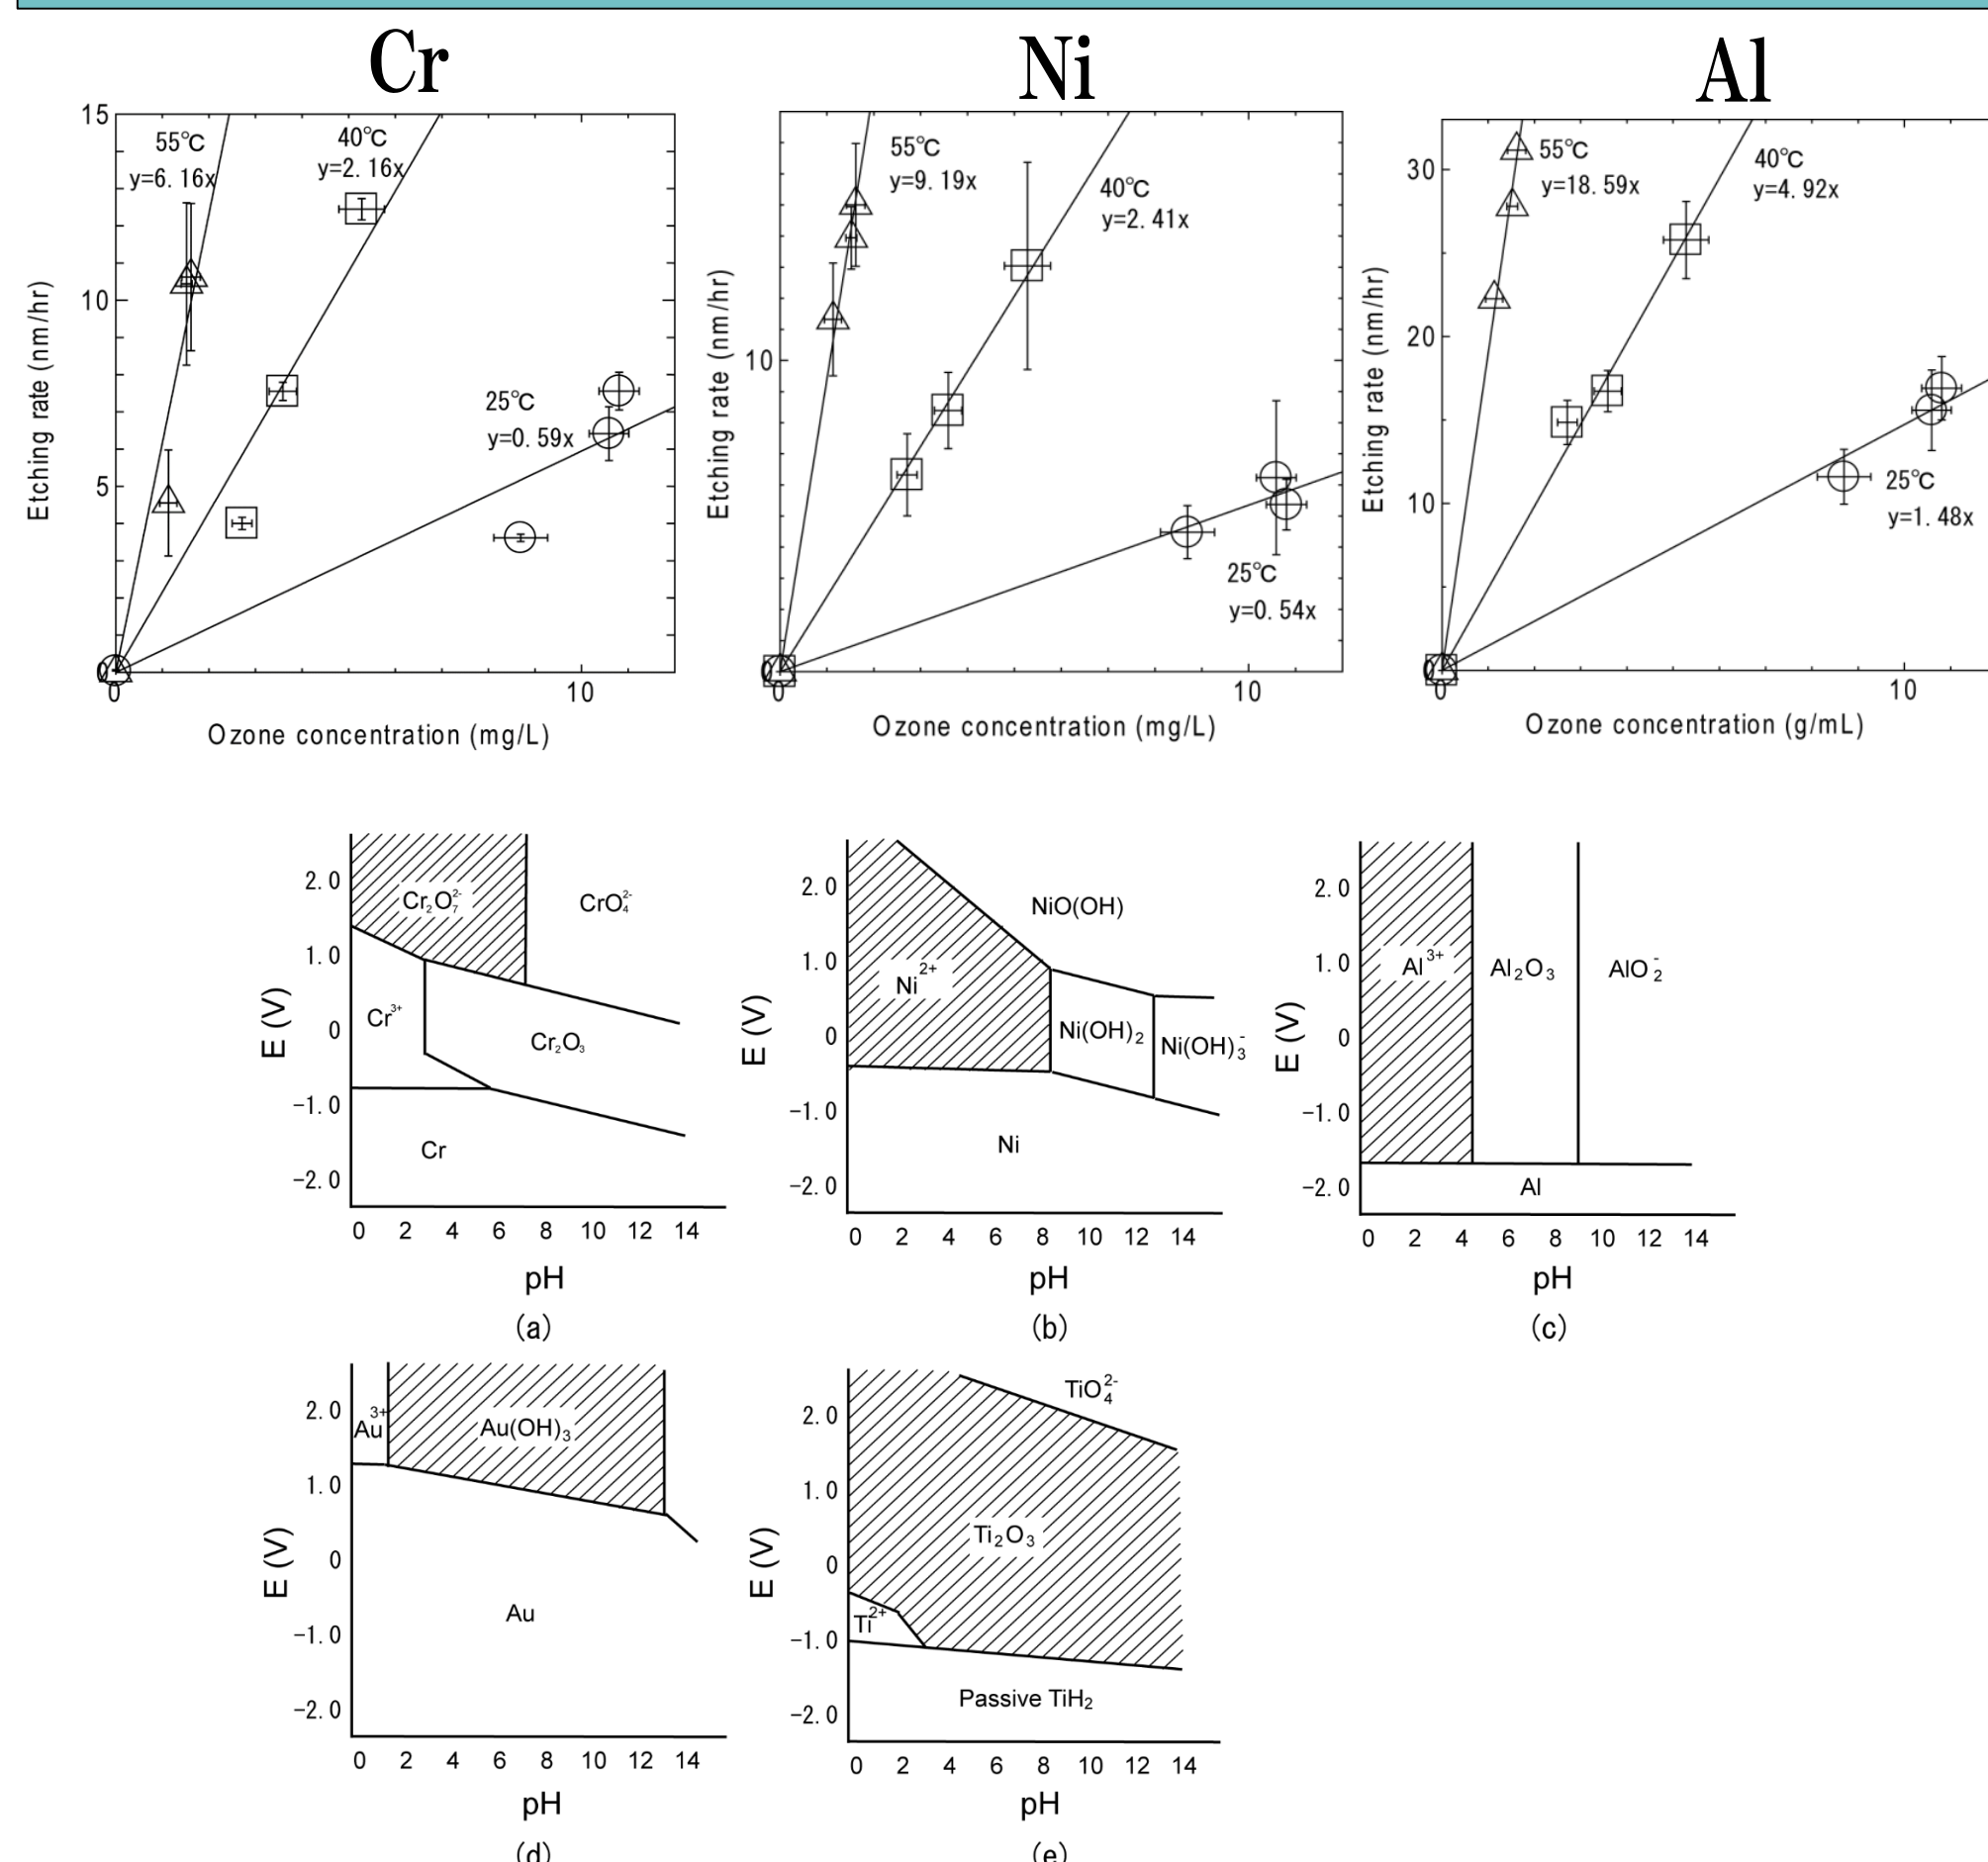 Cr
Ni
Al
15
10
5
0
0
10
55℃
y=6.16x
40℃
y=2.16x
25℃
y=0.59x
Etching rate (nm/hr)
Ozone concentration (mg/L)
10
0
0
10
55℃
y=9.19x
40℃
y=2.41x
25℃
y=0.54x
Etching rate (nm/hr)
Ozone concentration (mg/L)
30
20
10
0
0
10
55℃
y=18.59x
40℃
y=4.92x
25℃
y=1.48x
Etching rate (nm/hr)
Ozone concentration (g/mL)
2.0
1.0
0
-1.0
-2.0
E (V)
Cr₂O₇²⁻
CrO₄²⁻
Cr³⁺
Cr₂O₃
Cr
0 2 4 6 8 10 12 14
pH
(a)
2.0
1.0
0
-1.0
-2.0
E (V)
NiO(OH)
Ni²⁺
Ni(OH)₂
Ni(OH)₃⁻
Ni
0 2 4 6 8 10 12 14
pH
(b)
2.0
1.0
0
-1.0
-2.0
E (V)
Al³⁺
Al₂O₃
AlO₂⁻
Al
0 2 4 6 8 10 12 14
pH
(c)
2.0
1.0
0
-1.0
-2.0
E (V)
Au³⁺
Au(OH)₃
Au
0 2 4 6 8 10 12 14
pH
(d)
2.0
1.0
0
-1.0
-2.0
E (V)
TiO₄²⁻
Ti₂O₃
Ti²⁺
Passive TiH₂
0 2 4 6 8 10 12 14
pH
(e)